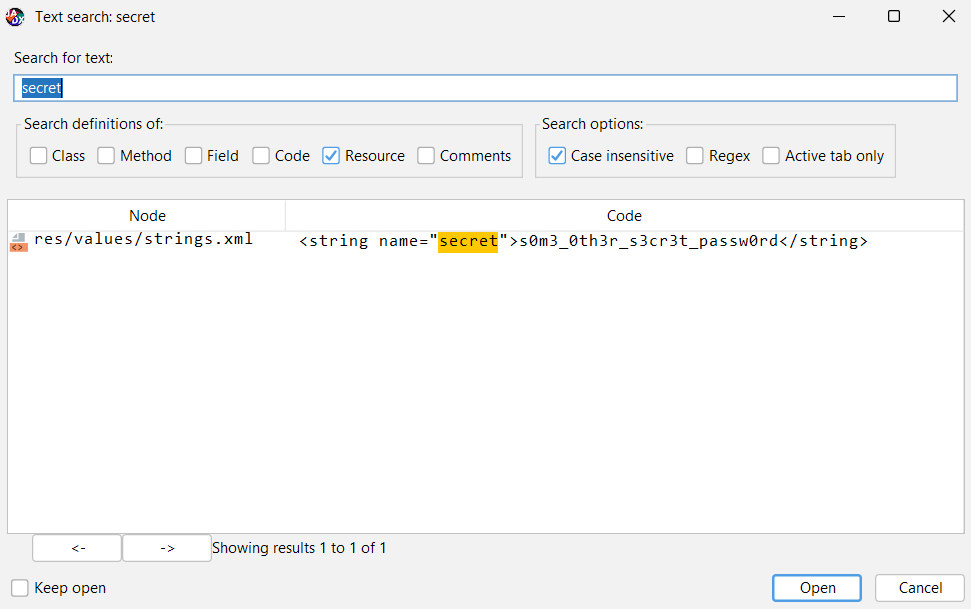 Text search: secret
Search for text:
secret
Search definitions of: Search options:
Class Method Field Code Resource Comments Case insensitive Regex Active tab only
Node Code
res/values/strings.xml <string name="secret">s0m3_0th3r_s3cr3t_passw0rd</string>
<- -> Showing results 1 to 1 of 1
Keep open Open Cancel